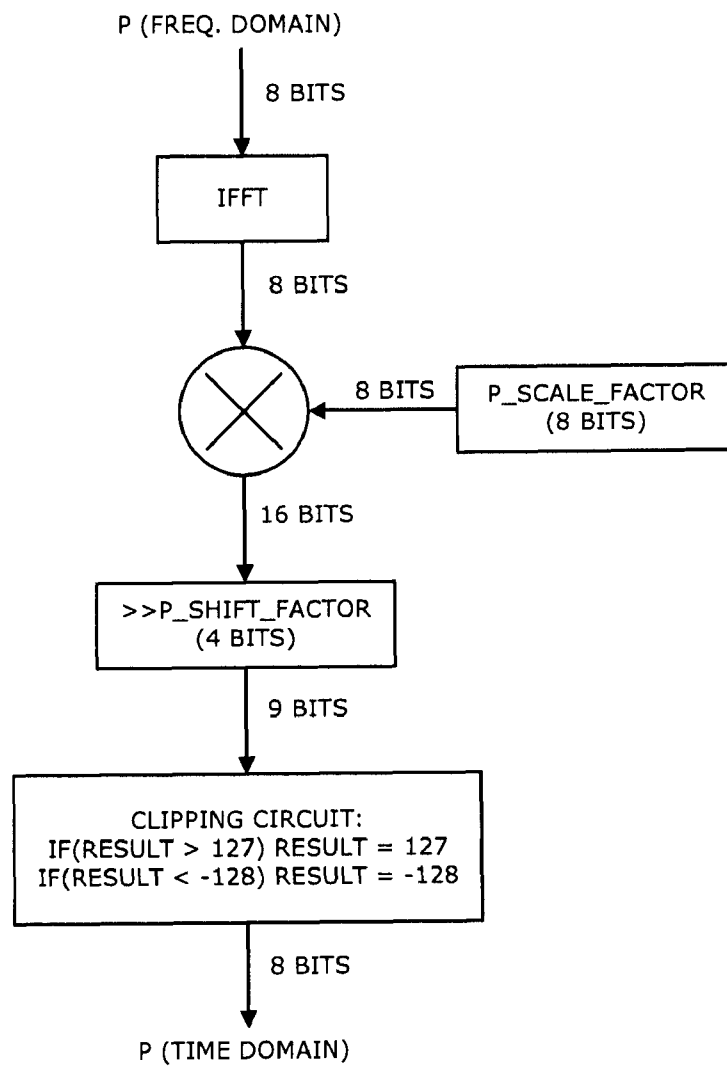 P (FREQ. DOMAIN)
8 BITS
IFFT
8 BITS
8 BITS
P_SCALE_FACTOR
(8 BITS)
16 BITS
>>P_SHIFT_FACTOR
(4 BITS)
9 BITS
CLIPPING CIRCUIT:
IF(RESULT > 127) RESULT = 127
IF(RESULT < -128) RESULT = -128
8 BITS
P (TIME DOMAIN)